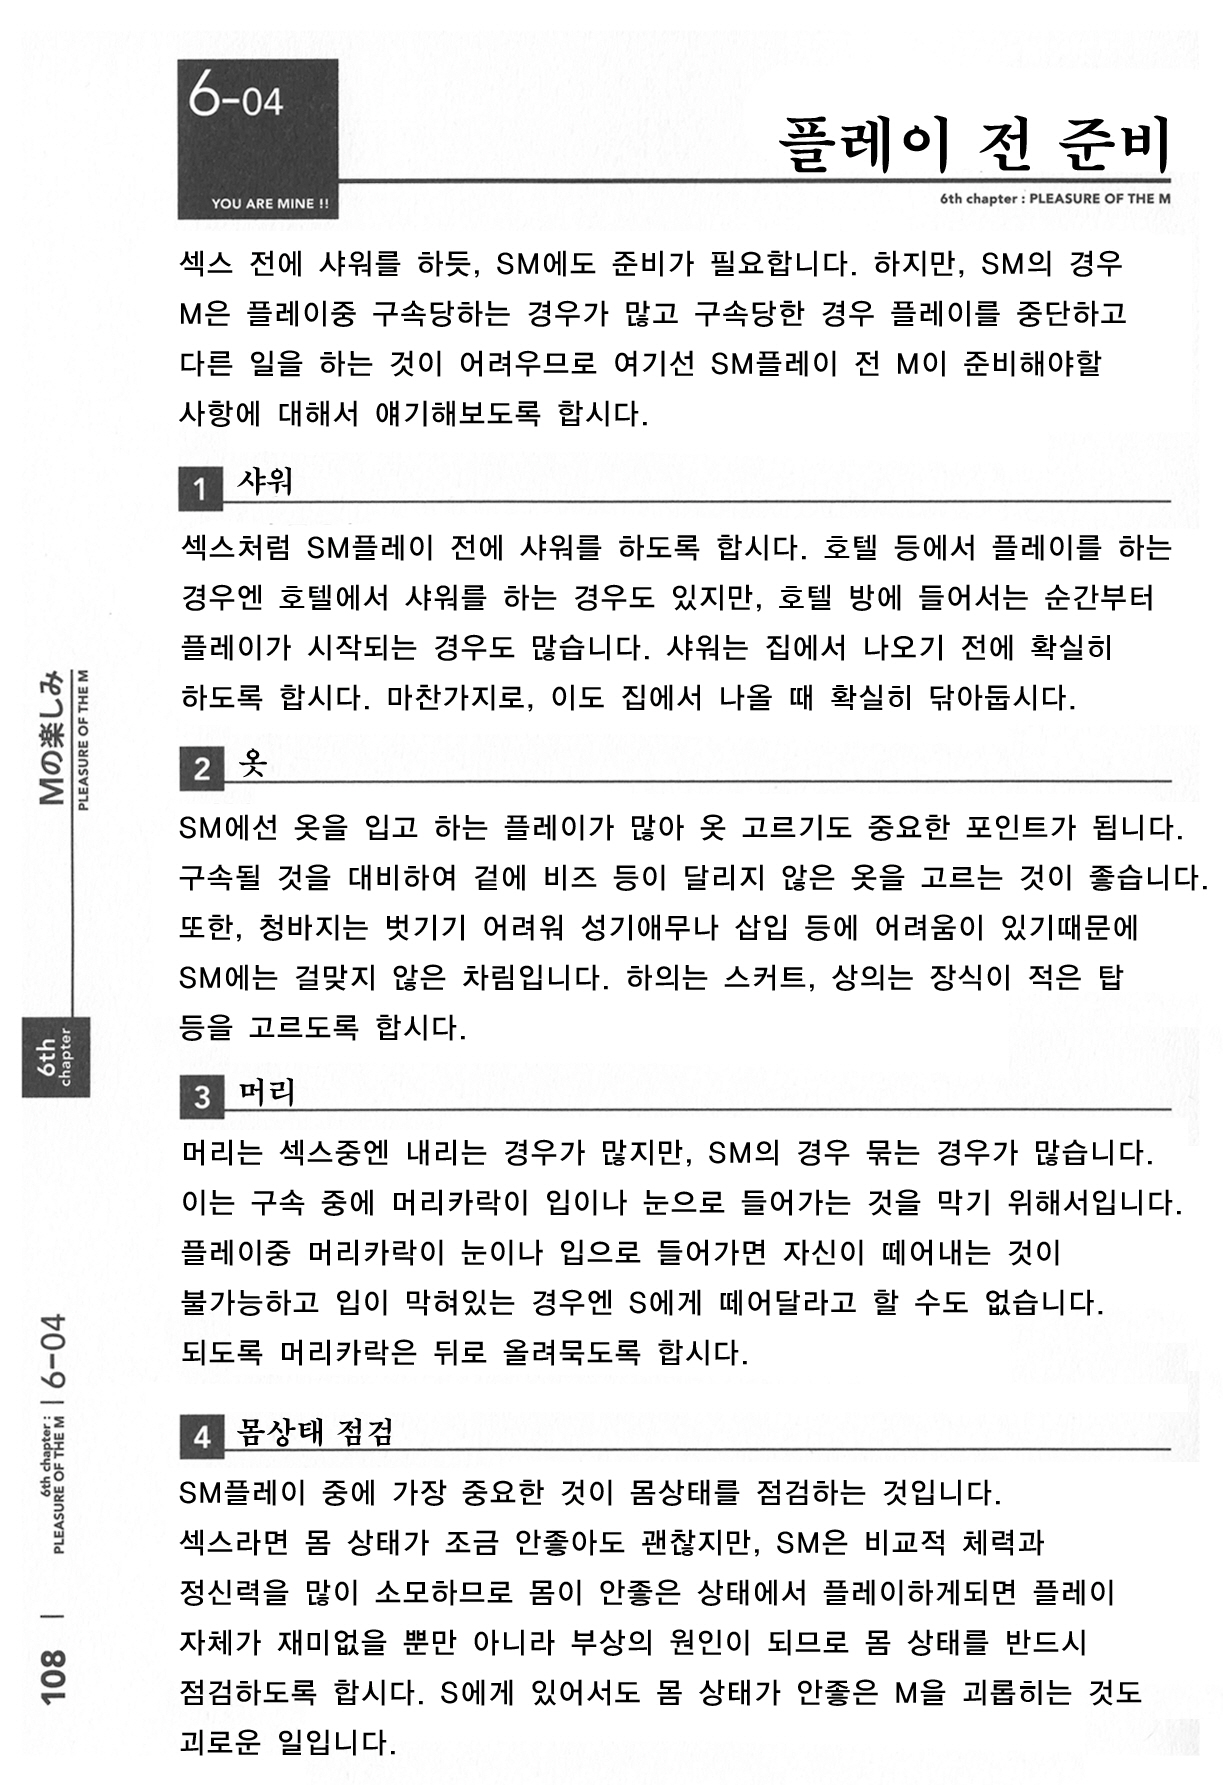 6-04
YOU ARE MINE !!
플레이 전 준비
6th chapter : PLEASURE OF THE M
섹스 전에 샤워를 하듯, SM에도 준비가 필요합니다. 하지만, SM의 경우
M은 플레이중 구속당하는 경우가 많고 구속당한 경우 플레이를 중단하고
다른 일을 하는 것이 어려우므로 여기선 SM플레이 전 M이 준비해야할
사항에 대해서 얘기해보도록 합시다.
1 샤워
섹스처럼 SM플레이 전에 샤워를 하도록 합시다. 호텔 등에서 플레이를 하는
경우엔 호텔에서 샤워를 하는 경우도 있지만, 호텔 방에 들어서는 순간부터
플레이가 시작되는 경우도 많습니다. 샤워는 집에서 나오기 전에 확실히
하도록 합시다. 마찬가지로, 이도 집에서 나올 때 확실히 닦아둡시다.
2 옷
SM에선 옷을 입고 하는 플레이가 많아 옷 고르기도 중요한 포인트가 됩니다.
구속될 것을 대비하여 겉에 비즈 등이 달리지 않은 옷을 고르는 것이 좋습니다.
또한, 청바지는 벗기기 어려워 성기애무나 삽입 등에 어려움이 있기때문에
SM에는 걸맞지 않은 차림입니다. 하의는 스커트, 상의는 장식이 적은 탑
등을 고르도록 합시다.
3 머리
머리는 섹스중엔 내리는 경우가 많지만, SM의 경우 묶는 경우가 많습니다.
이는 구속 중에 머리카락이 입이나 눈으로 들어가는 것을 막기 위해서입니다.
플레이중 머리카락이 눈이나 입으로 들어가면 자신이 떼어내는 것이
불가능하고 입이 막혀있는 경우엔 S에게 떼어달라고 할 수도 없습니다.
되도록 머리카락은 뒤로 올려묵도록 합시다.
4 몸상태 점검
SM플레이 중에 가장 중요한 것이 몸상태를 점검하는 것입니다.
섹스라면 몸 상태가 조금 안좋아도 괜찮지만, SM은 비교적 체력과
정신력을 많이 소모하므로 몸이 안좋은 상태에서 플레이하게되면 플레이
자체가 재미없을 뿐만 아니라 부상의 원인이 되므로 몸 상태를 반드시
점검하도록 합시다. S에게 있어서도 몸 상태가 안좋은 M을 괴롭히는 것도
괴로운 일입니다.
Mの楽しみ
PLEASURE OF THE M
6th
chapter
6th chapter :
PLEASURE OF THE M
6-04
108